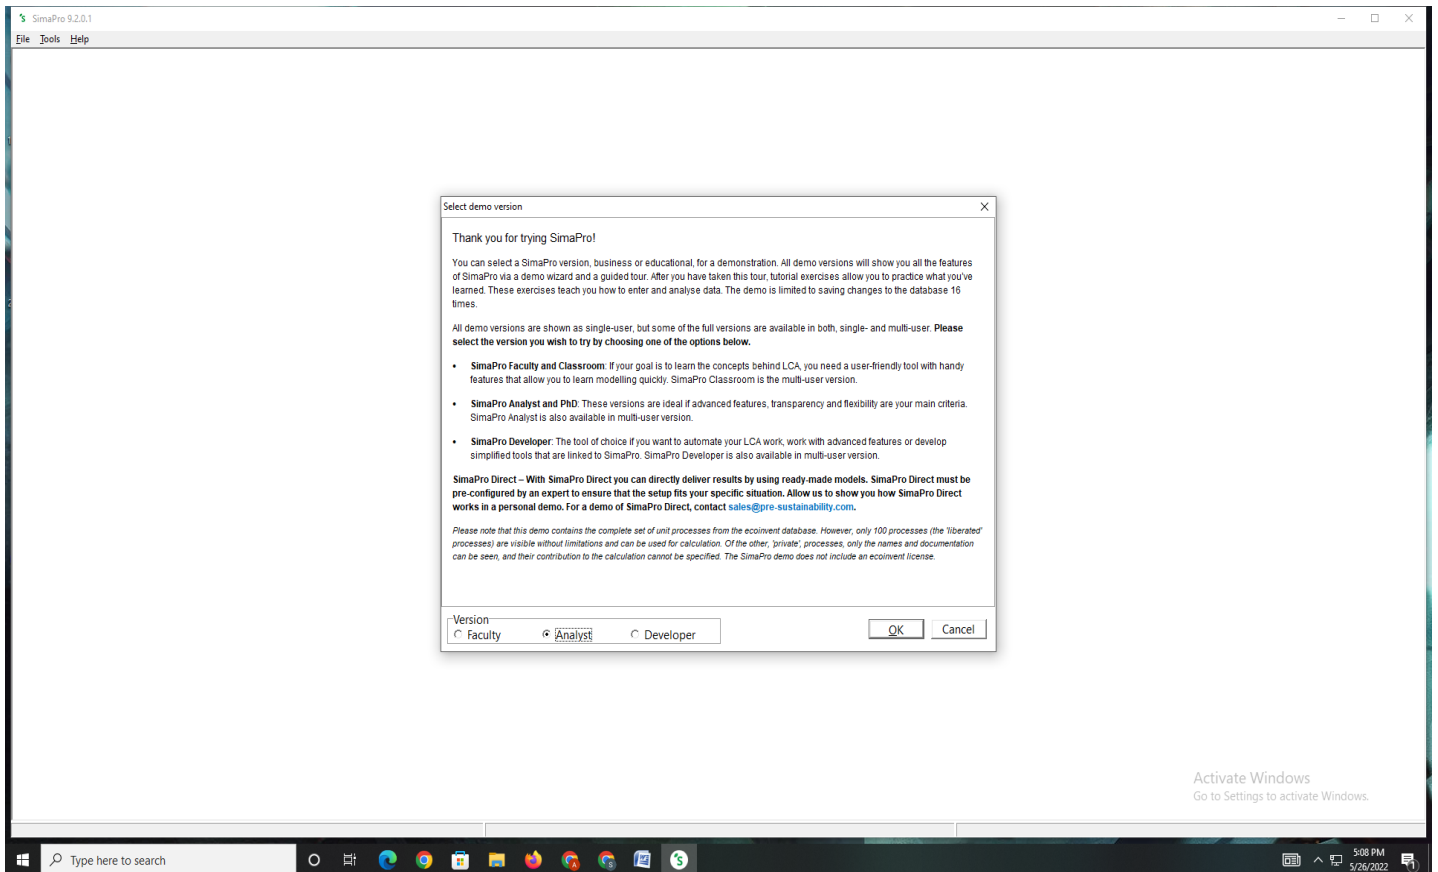 SimaPro 9.2.0.1
File Tools Help
Select demo version
Thank you for trying SimaPro!
You can select a SimaPro version, business or educational, for a demonstration. All demo versions will show you all the features
of SimaPro via a demo wizard and a guided tour. After you have taken this tour, tutorial exercises allow you to practice what you've
learned. These exercises teach you how to enter and analyse data. The demo is limited to saving changes to the database 16
times.
All demo versions are shown as single-user, but some of the full versions are available in both, single- and multi-user. Please
select the version you wish to try by choosing one of the options below.
• SimaPro Faculty and Classroom: If your goal is to learn the concepts behind LCA, you need a user-friendly tool with handy
features that allow you to learn modelling quickly. SimaPro Classroom is the multi-user version.
• SimaPro Analyst and PhD: These versions are ideal if advanced features, transparency and flexibility are your main criteria.
SimaPro Analyst is also available in multi-user version.
• SimaPro Developer: The tool of choice if you want to automate your LCA work, work with advanced features or develop
simplified tools that are linked to SimaPro. SimaPro Developer is also available in multi-user version.
SimaPro Direct – With SimaPro Direct you can directly deliver results by using ready-made models. SimaPro Direct must be
pre-configured by an expert to ensure that the setup fits your specific situation. Allow us to show you how SimaPro Direct
works in a personal demo. For a demo of SimaPro Direct, contact sales@pre-sustainability.com.
Please note that this demo contains the complete set of unit processes from the ecoinvent database. However, only 100 processes (the 'liberated'
processes) are visible without limitations and can be used for calculation. Of the other, 'private', processes, only the names and documentation
can be seen, and their contribution to the calculation cannot be specified. The SimaPro demo does not include an ecoinvent license.
Version
Faculty Analyst Developer OK Cancel
Activate Windows
Go to Settings to activate Windows.
Type here to search
5:08 PM
5/26/2022